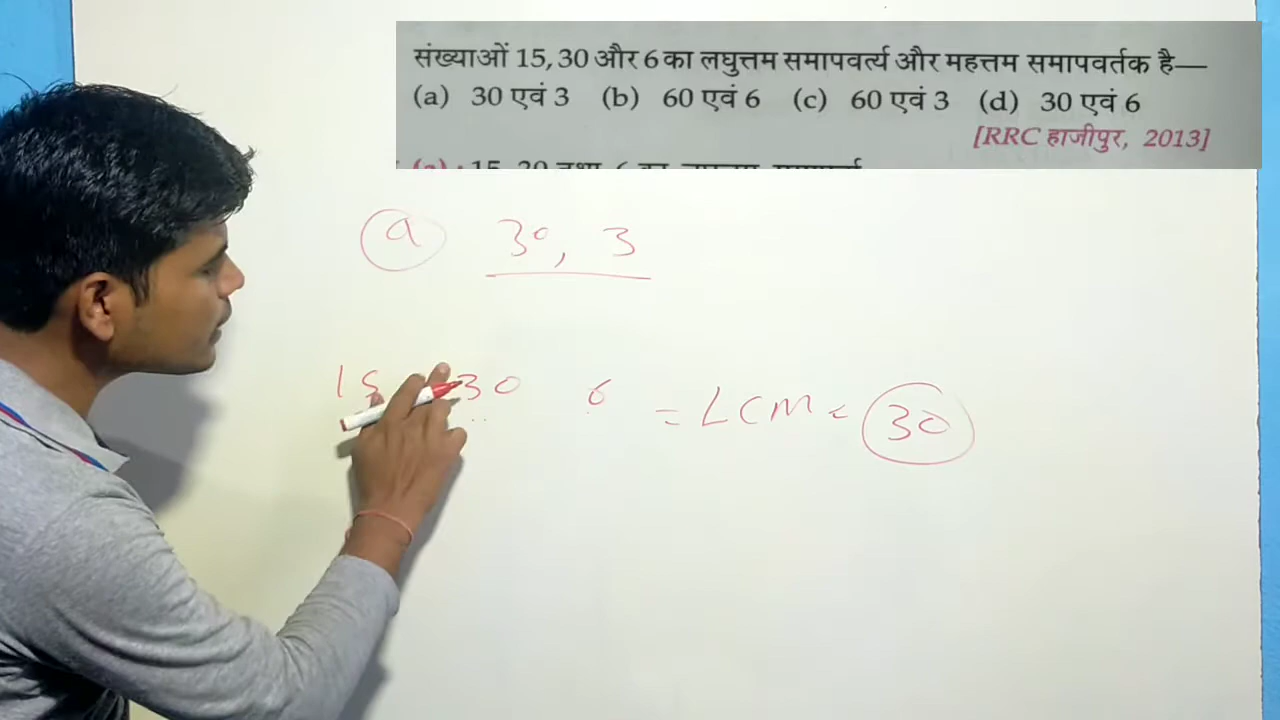 संख्याओं 15, 30 और 6 का लघुत्तम समापवर्त्य और महत्तम समापवर्तक है—
(a) 30 एवं 3 (b) 60 एवं 6 (c) 60 एवं 3 (d) 30 एवं 6
[RRC हाजीपुर, 2013]
a 30, 3
15 30 6 = LCM = 30